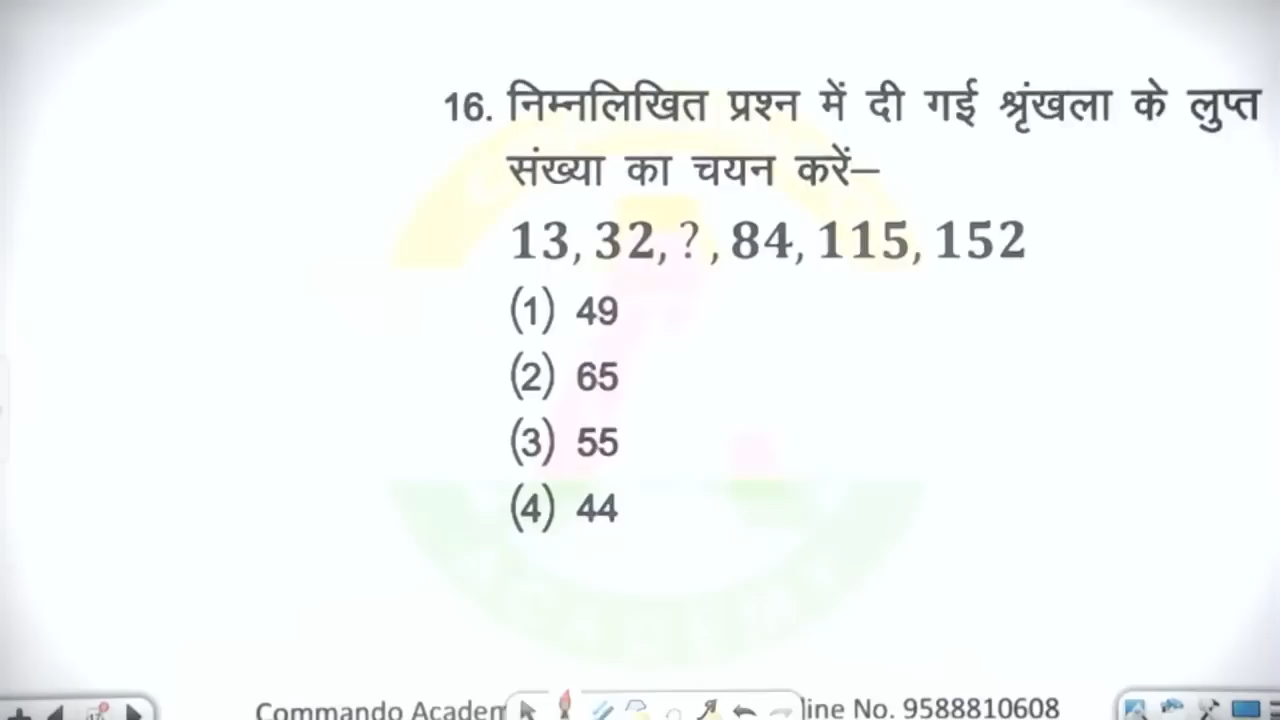 16. निम्नलिखित प्रश्न में दी गई श्रृंखला के लुप्त
संख्या का चयन करें–
13, 32, ?, 84, 115, 152
(1) 49
(2) 65
(3) 55
(4) 44
Commando Academ line No. 9588810608